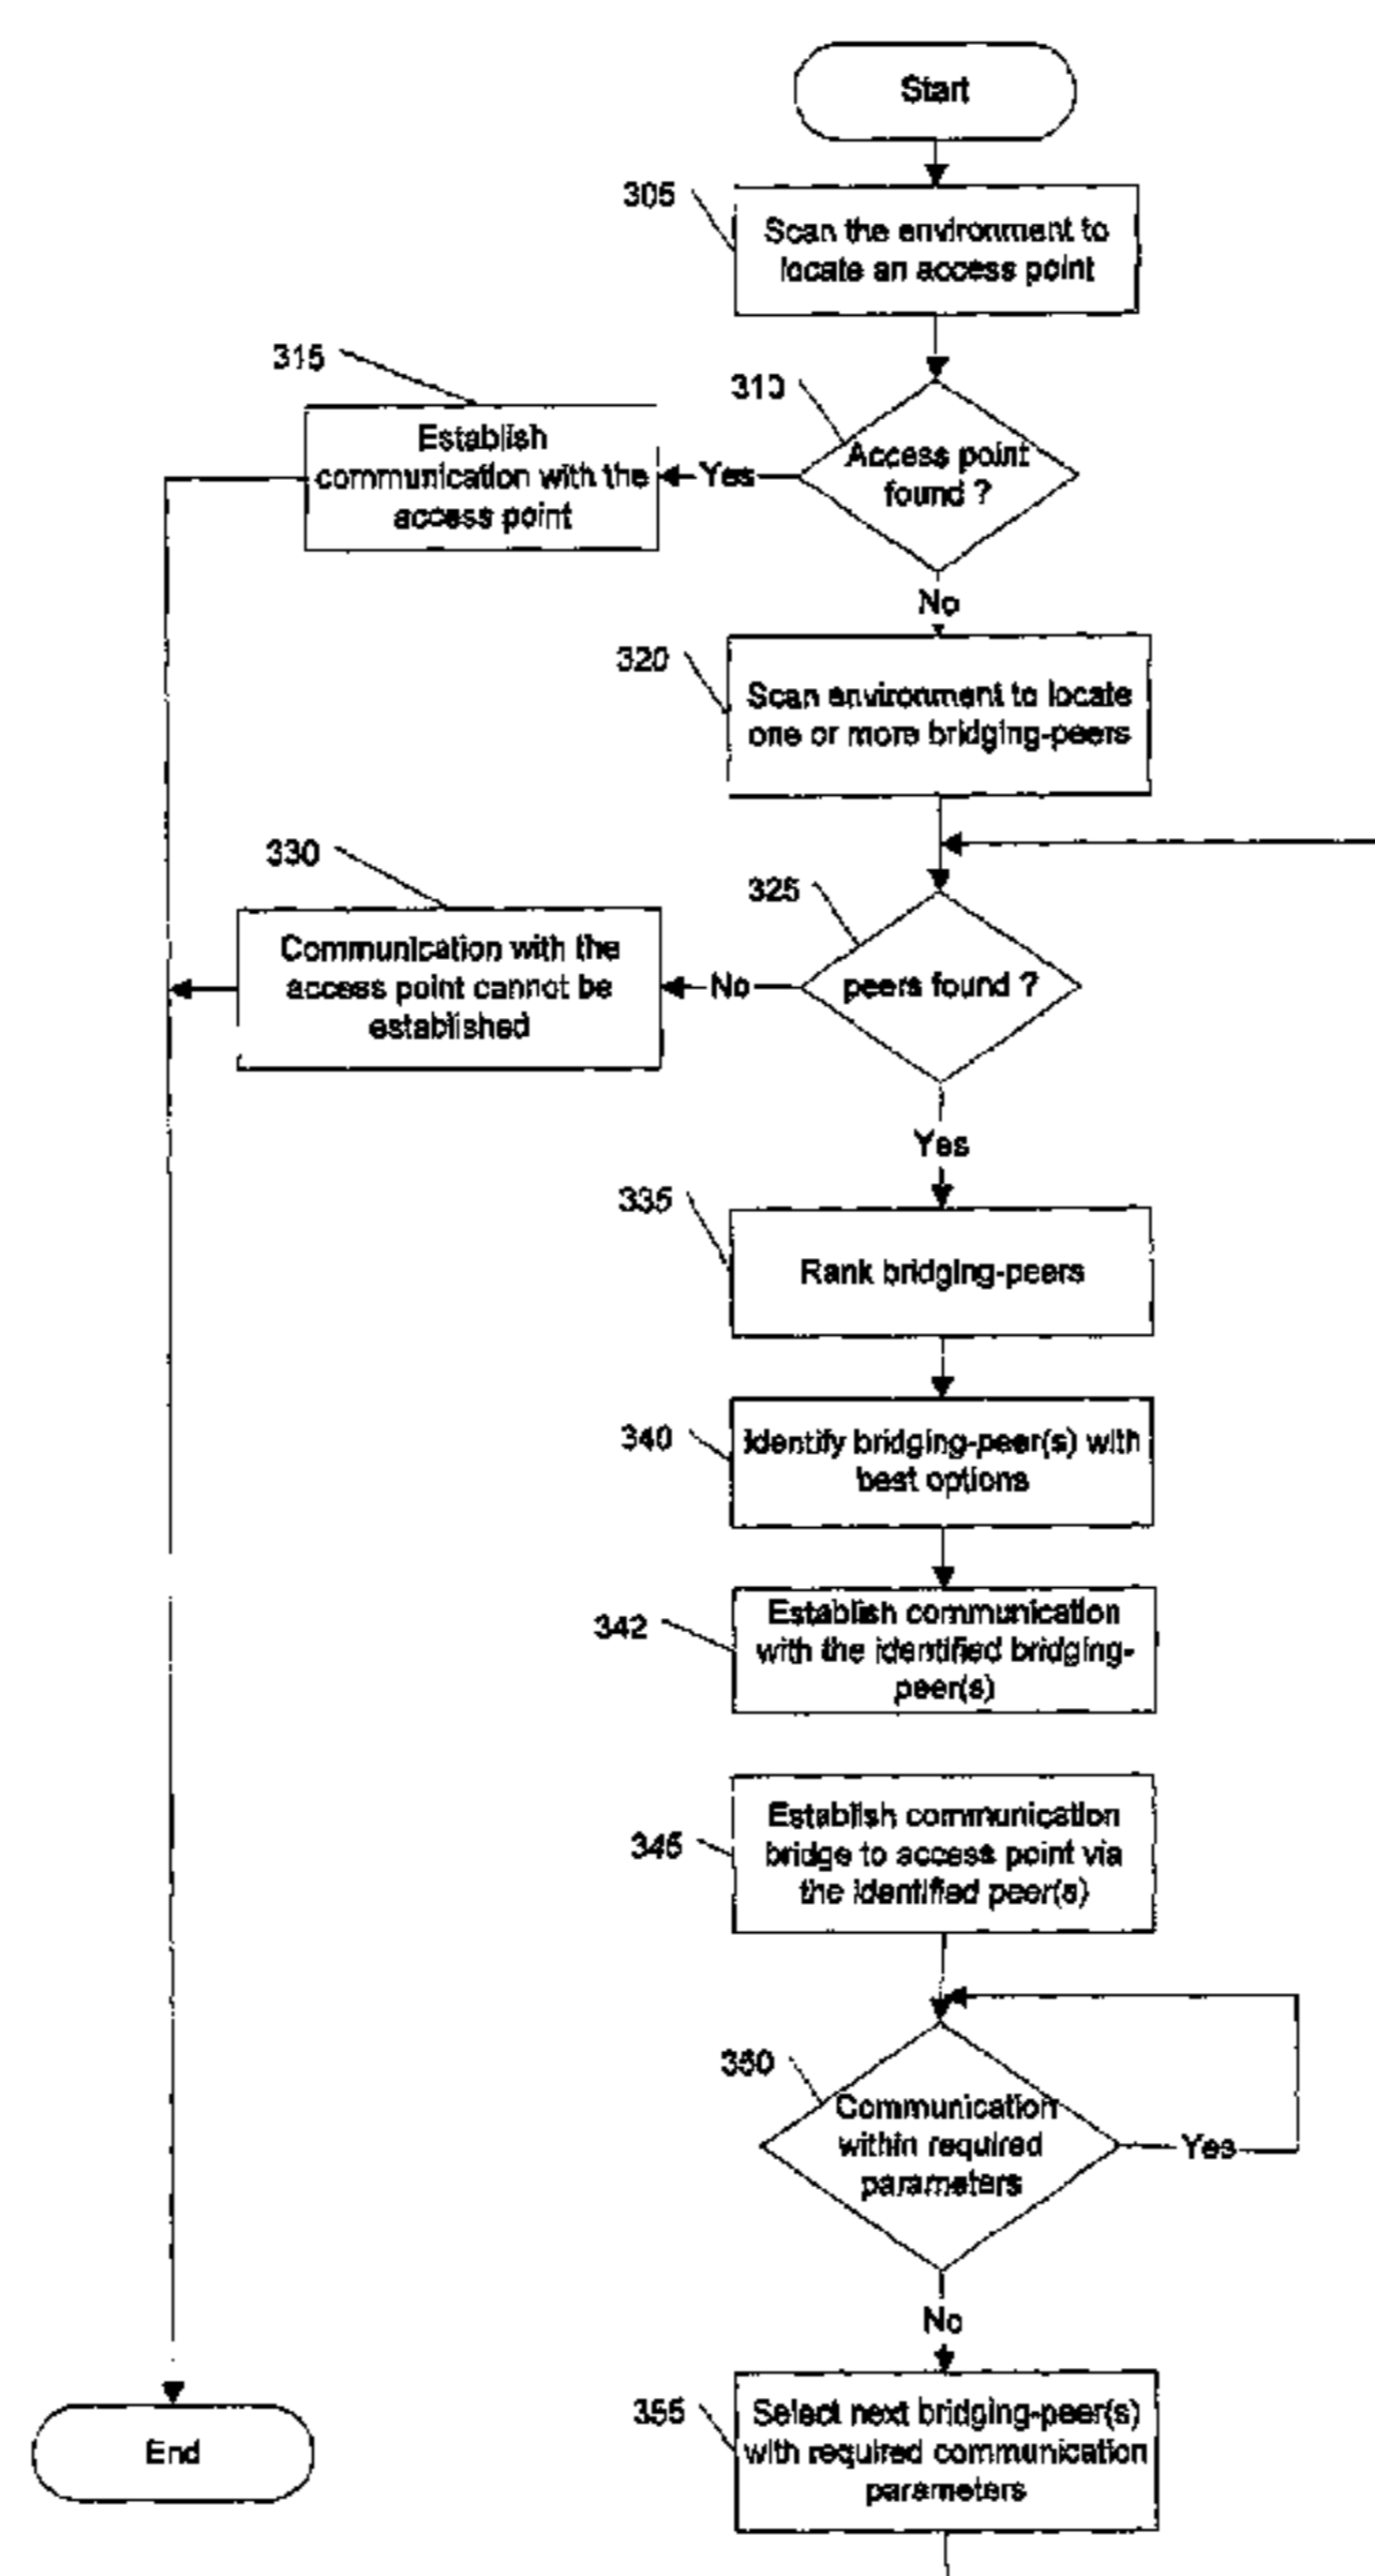 Start
305
Scan the environment to
locate an access point
315
310
Establish
communication with the
access point
Yes
Access point
found ?
No
320
Scan environment to locate
one or more bridging-peers
330
325
Communication with the
access point cannot be
established
No
peers found ?
Yes
335
Rank bridging-peers
340
Identify bridging-peer(s) with
best options
342
Establish communication
with the identified bridging-
peer(s)
345
Establish communication
bridge to access point via
the identified peer(s)
350
Communication
within required
parameters
Yes
No
355
Select next bridging-peer(s)
with required communication
parameters
End